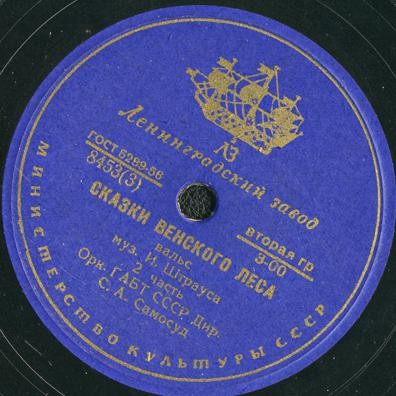 ЛЗ
Ленинградский завод
ГОСТ 5289-56
8453(3)
вторая гр
3-00
СКАЗКИ ВЕНСКОГО ЛЕСА
вальс
муз. И. Штрауса
2 часть
Орк. ГАБТ СССР Дир.
С. А. Самосуд
МИНИСТЕРСТВО КУЛЬТУРЫ СССР